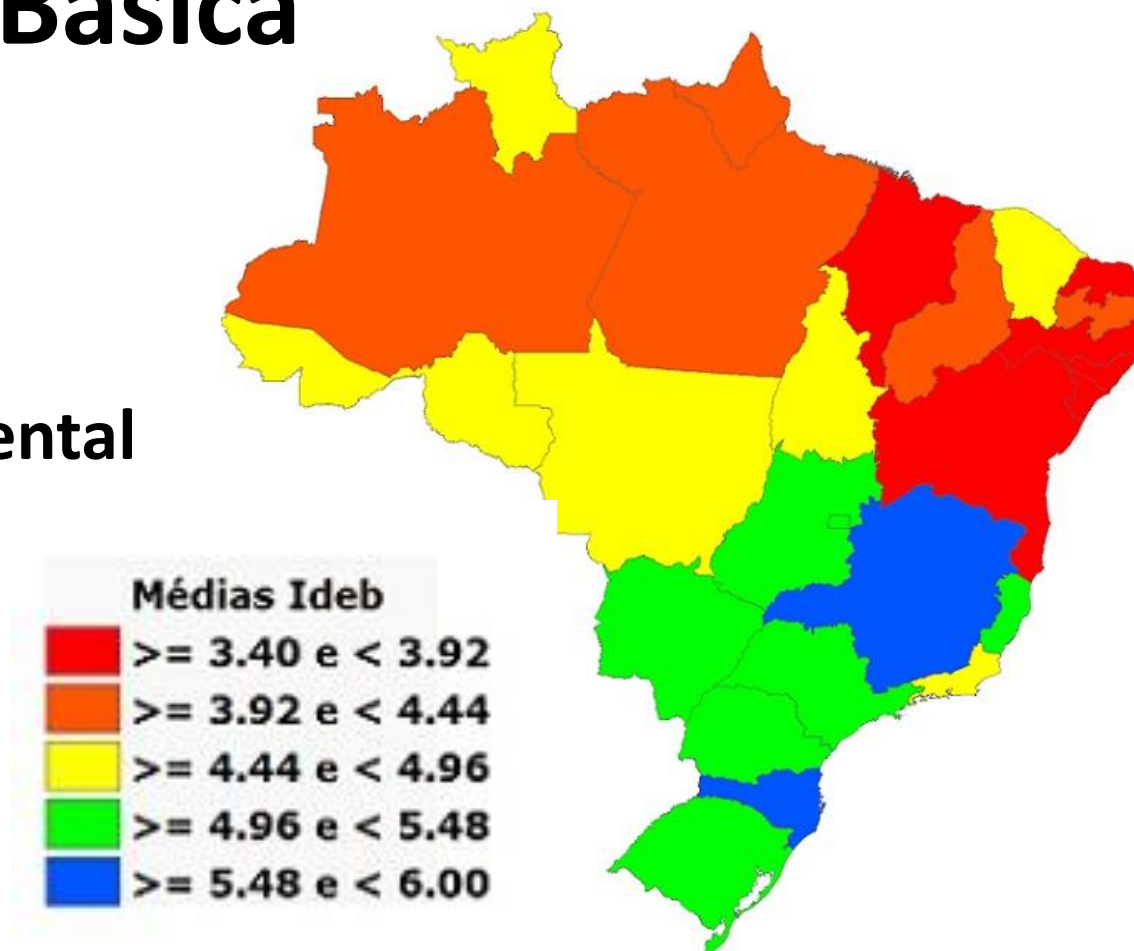 Básica
ental
Médias Ideb
>= 3.40 e < 3.92
>= 3.92 e < 4.44
>= 4.44 e < 4.96
>= 4.96 e < 5.48
>= 5.48 e < 6.00